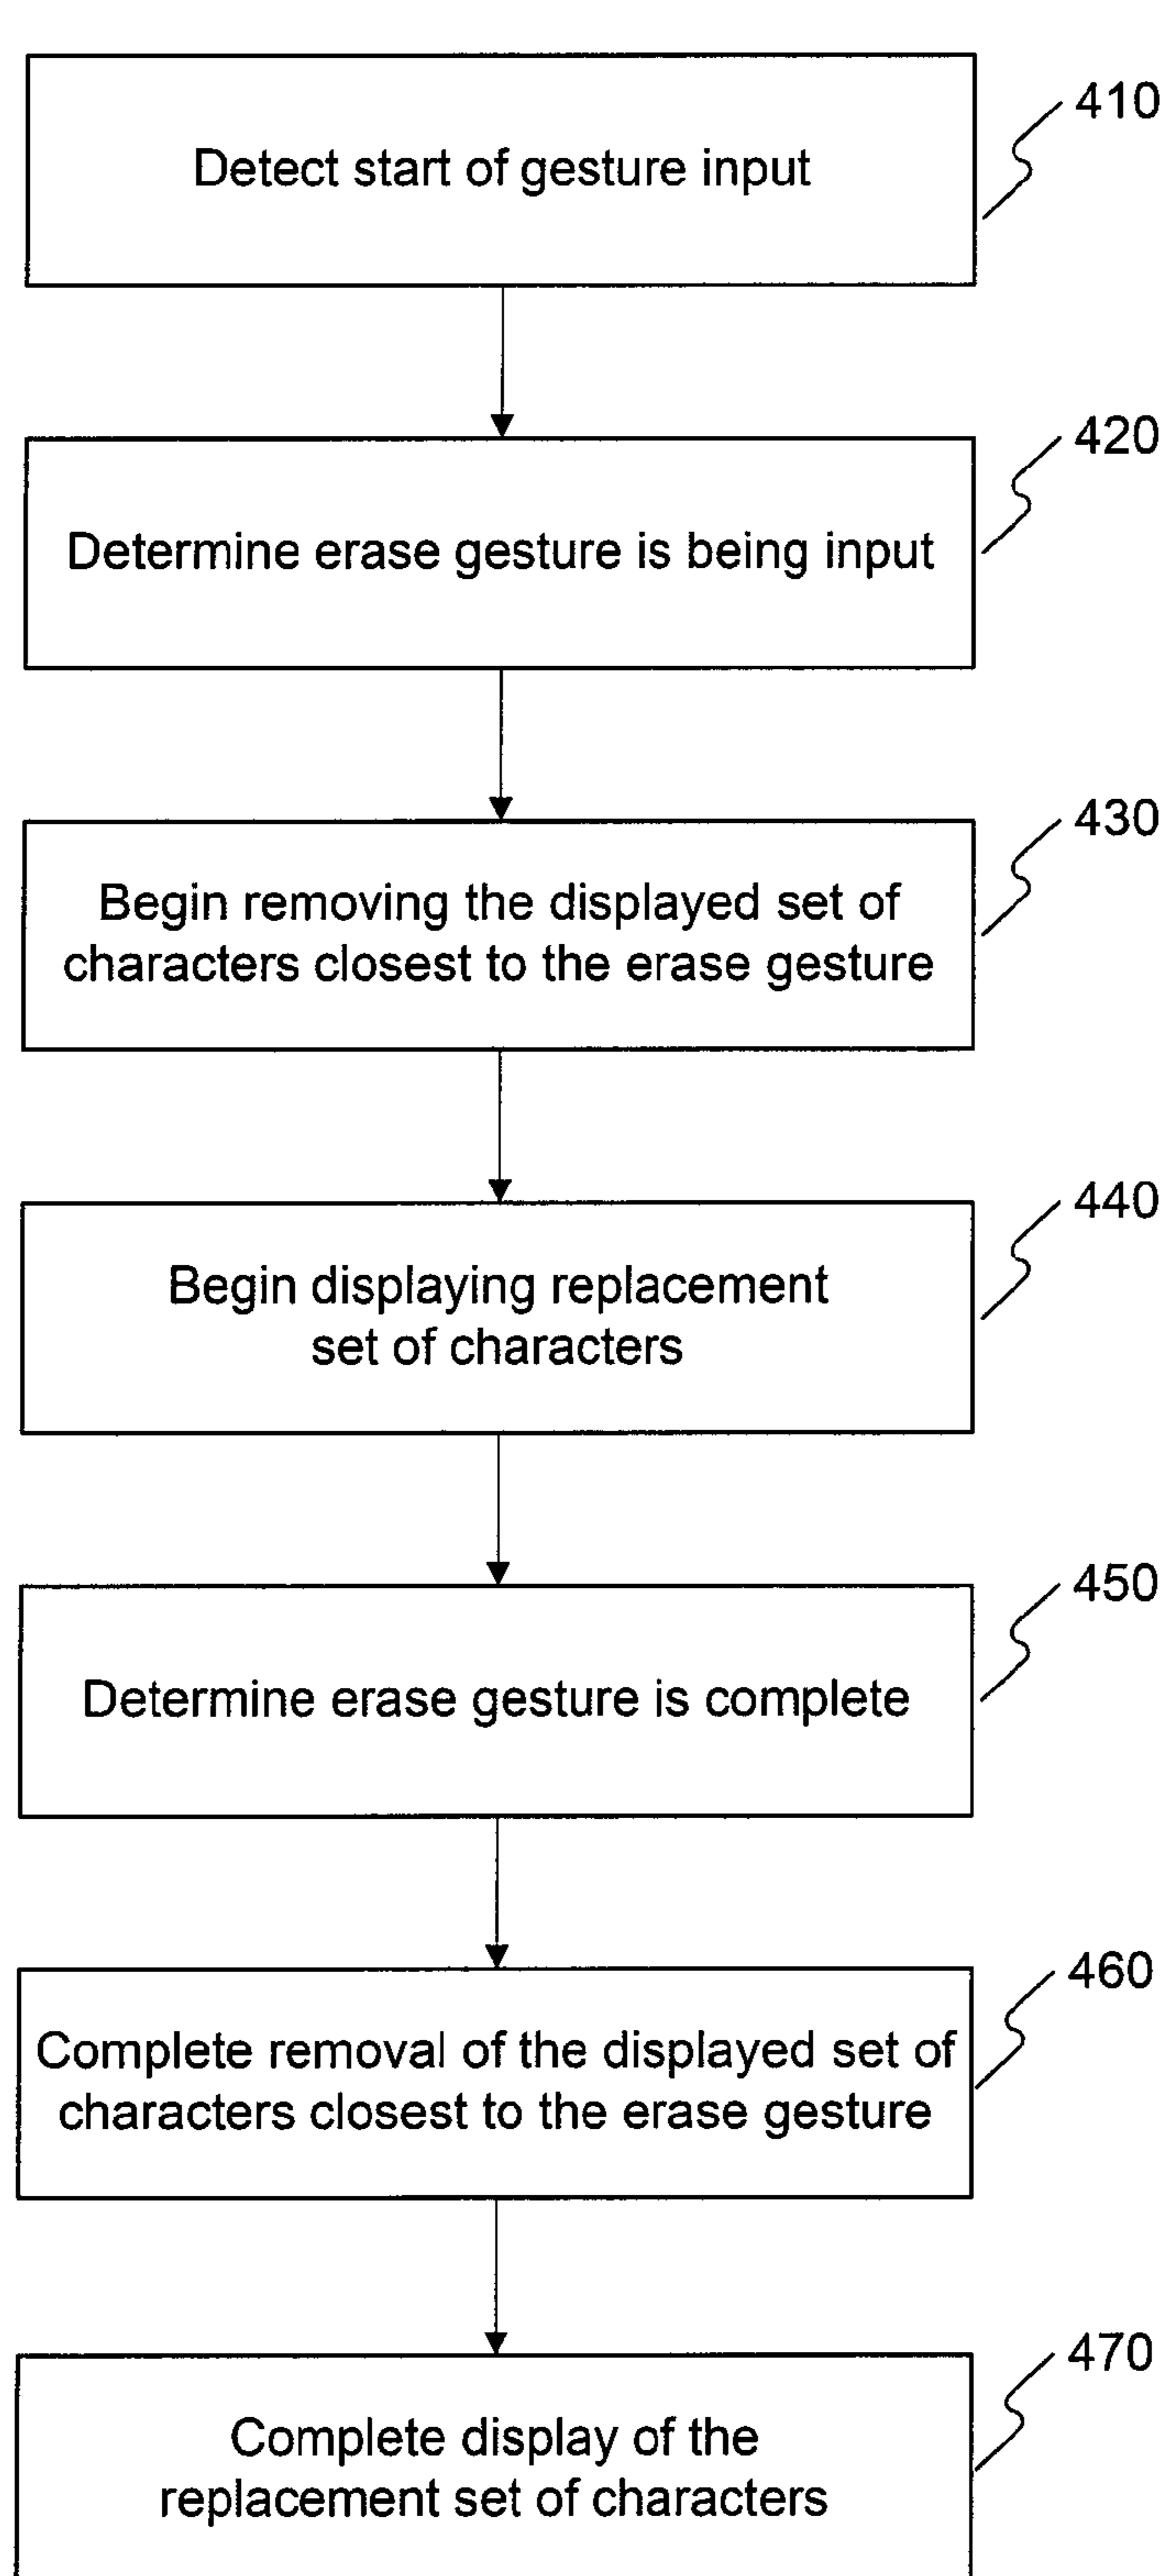 410
Detect start of gesture input
420
Determine erase gesture is being input
430
Begin removing the displayed set of
characters closest to the erase gesture
440
Begin displaying replacement
set of characters
450
Determine erase gesture is complete
460
Complete removal of the displayed set of
characters closest to the erase gesture
470
Complete display of the
replacement set of characters